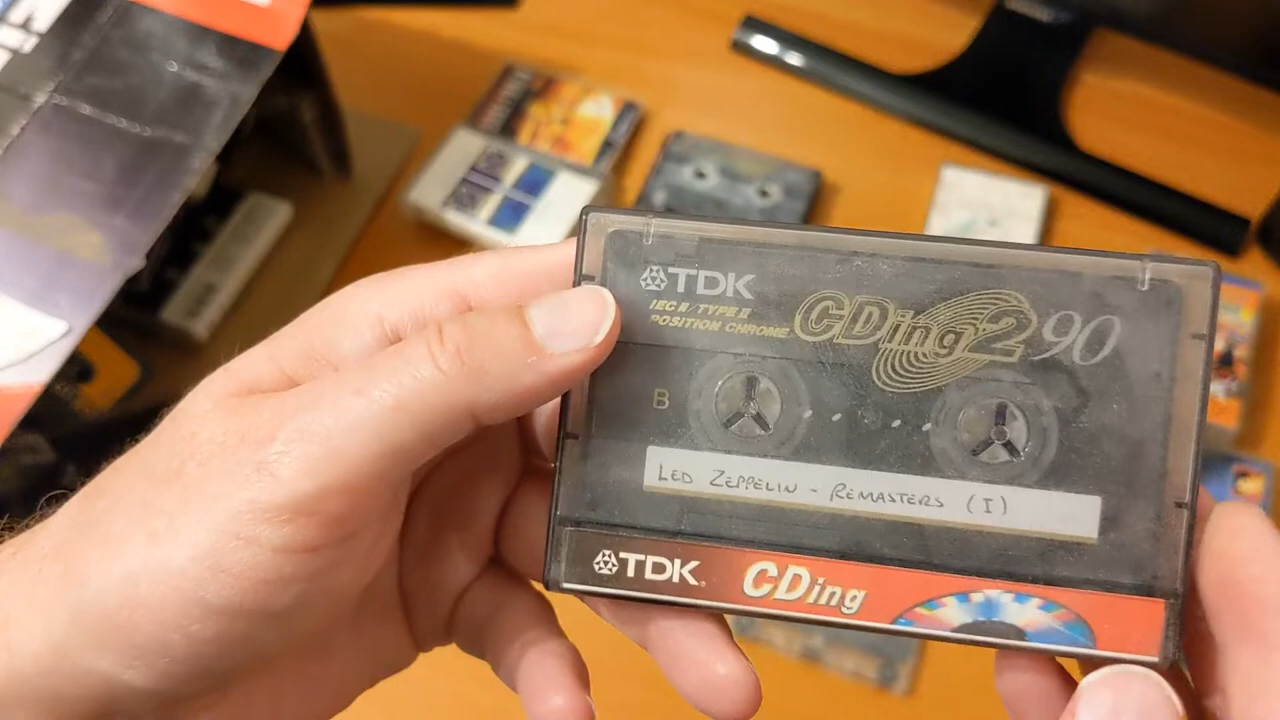 TDK
IEC II/TYPE II
POSITION CHROME
CDing2 90
B
LED ZEPPELIN - REMASTERS (I)
TDK
CDing